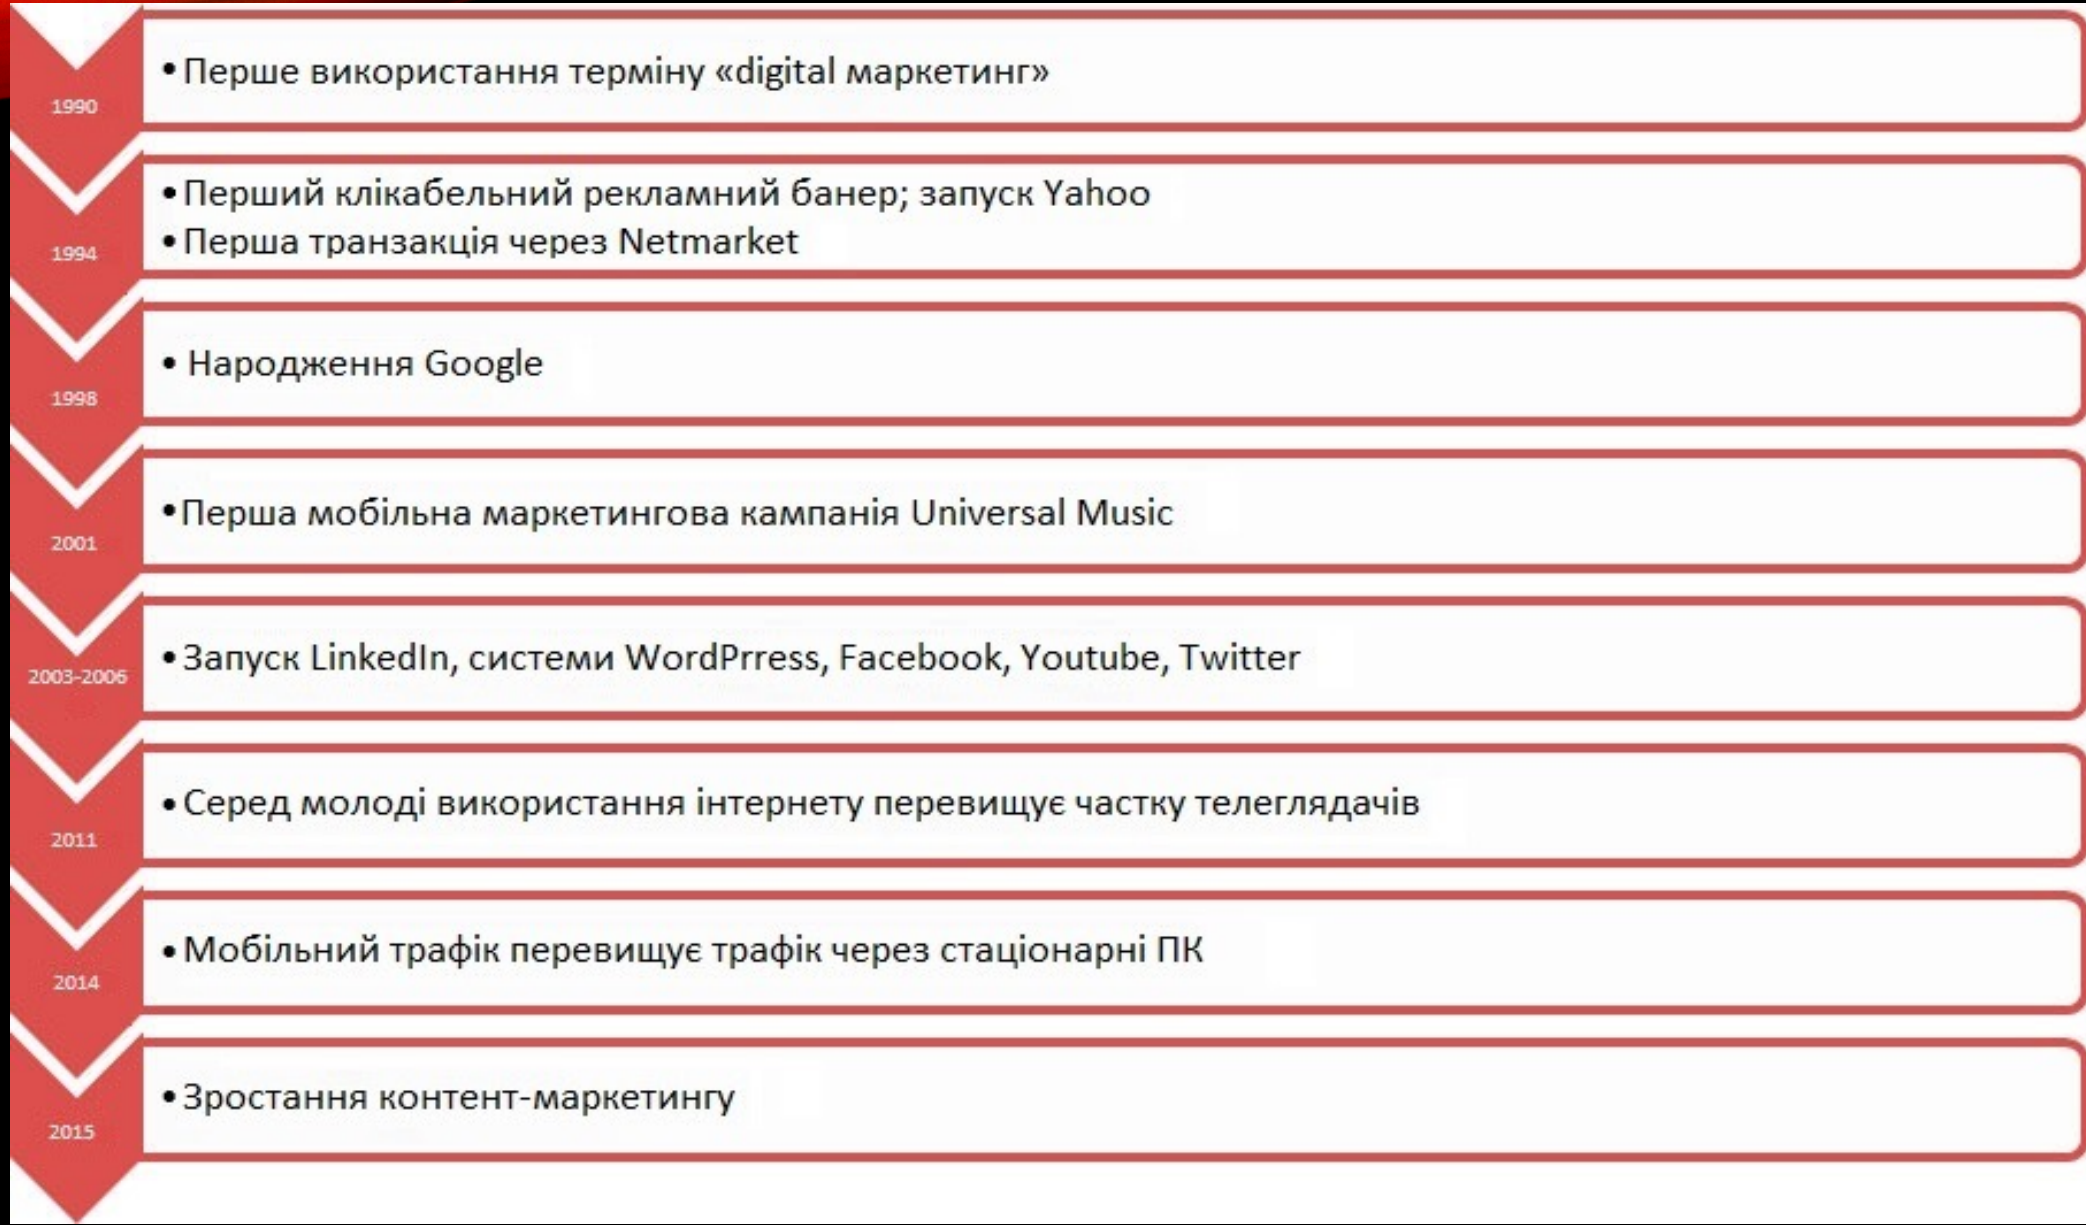 1990
•Перше використання терміну «digital маркетинг»
1994
•Перший клікабельний рекламний банер; запуск Yahoo
•Перша транзакція через Netmarket
1998
• Народження Google
2001
•Перша мобільна маркетингова кампанія Universal Music
2003-2006
•Запуск LinkedIn, системи WordPrress, Facebook, Youtube, Twitter
2011
•Серед молоді використання інтернету перевищує частку телеглядачів
2014
•Мобільний трафік перевищує трафік через стаціонарні ПК
2015
•Зростання контент-маркетингу